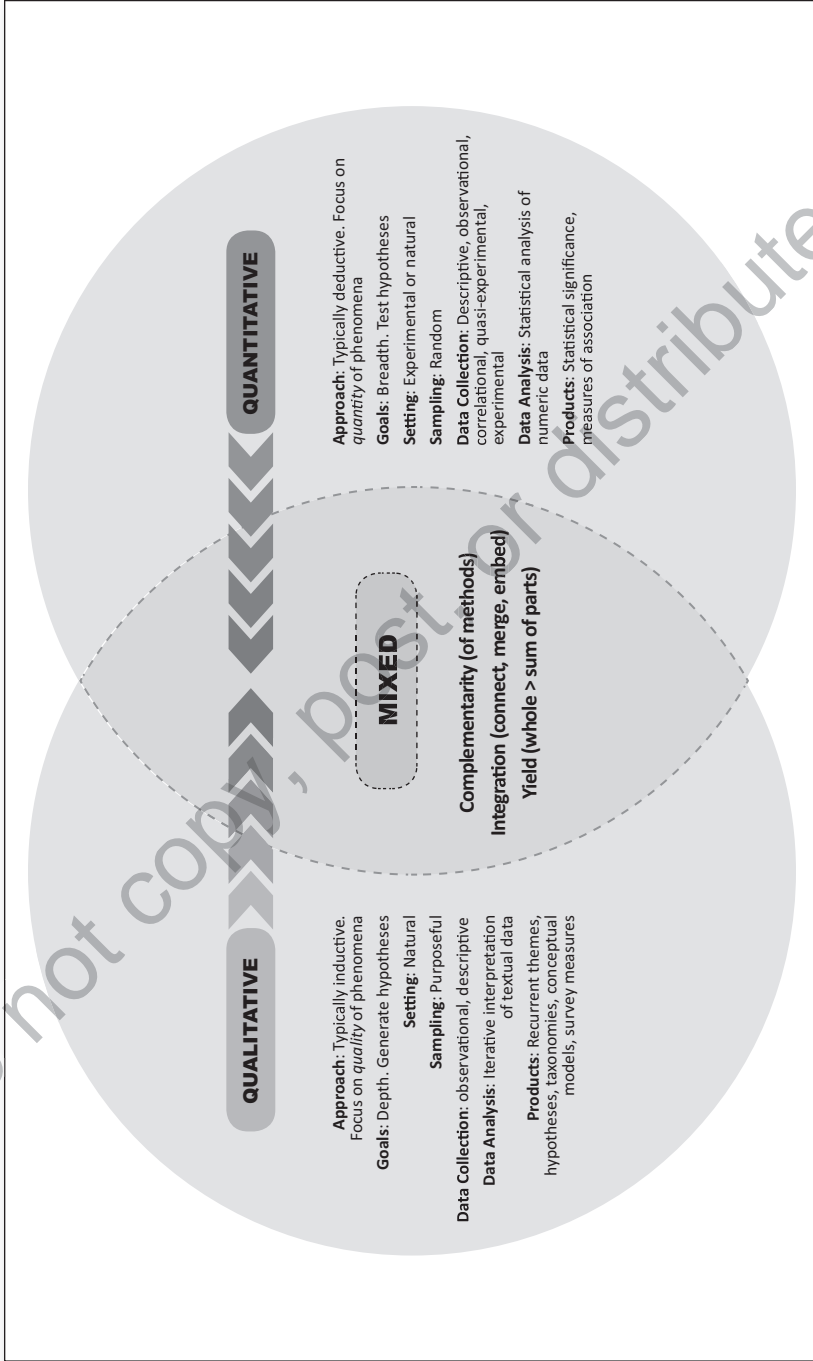 QUALITATIVE
Approach: Typically inductive.
Focus on quality of phenomena
Goals: Depth. Generate hypotheses
Setting: Natural
Sampling: Purposeful
Data Collection: observational, descriptive
Data Analysis: Iterative interpretation
of textual data
Products: Recurrent themes,
hypotheses, taxonomies, conceptual
models, survey measures
MIXED
Complementarity (of methods)
Integration (connect, merge, embed)
Yield (whole > sum of parts)
QUANTITATIVE
Approach: Typically deductive. Focus on
quantity of phenomena
Goals: Breadth. Test hypotheses
Setting: Experimental or natural
Sampling: Random
Data Collection: Descriptive, observational,
correlational, quasi-experimental,
experimental
Data Analysis: Statistical analysis of
numeric data
Products: Statistical significance,
measures of association
not copy, post, or distribute